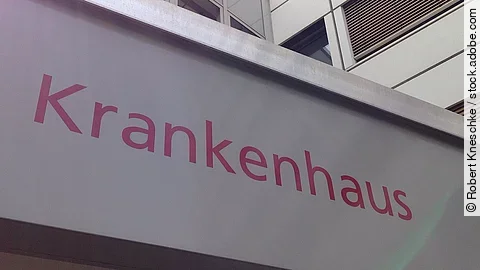 Krankenhaus
© Robert Kneschke / stock.adobe.com